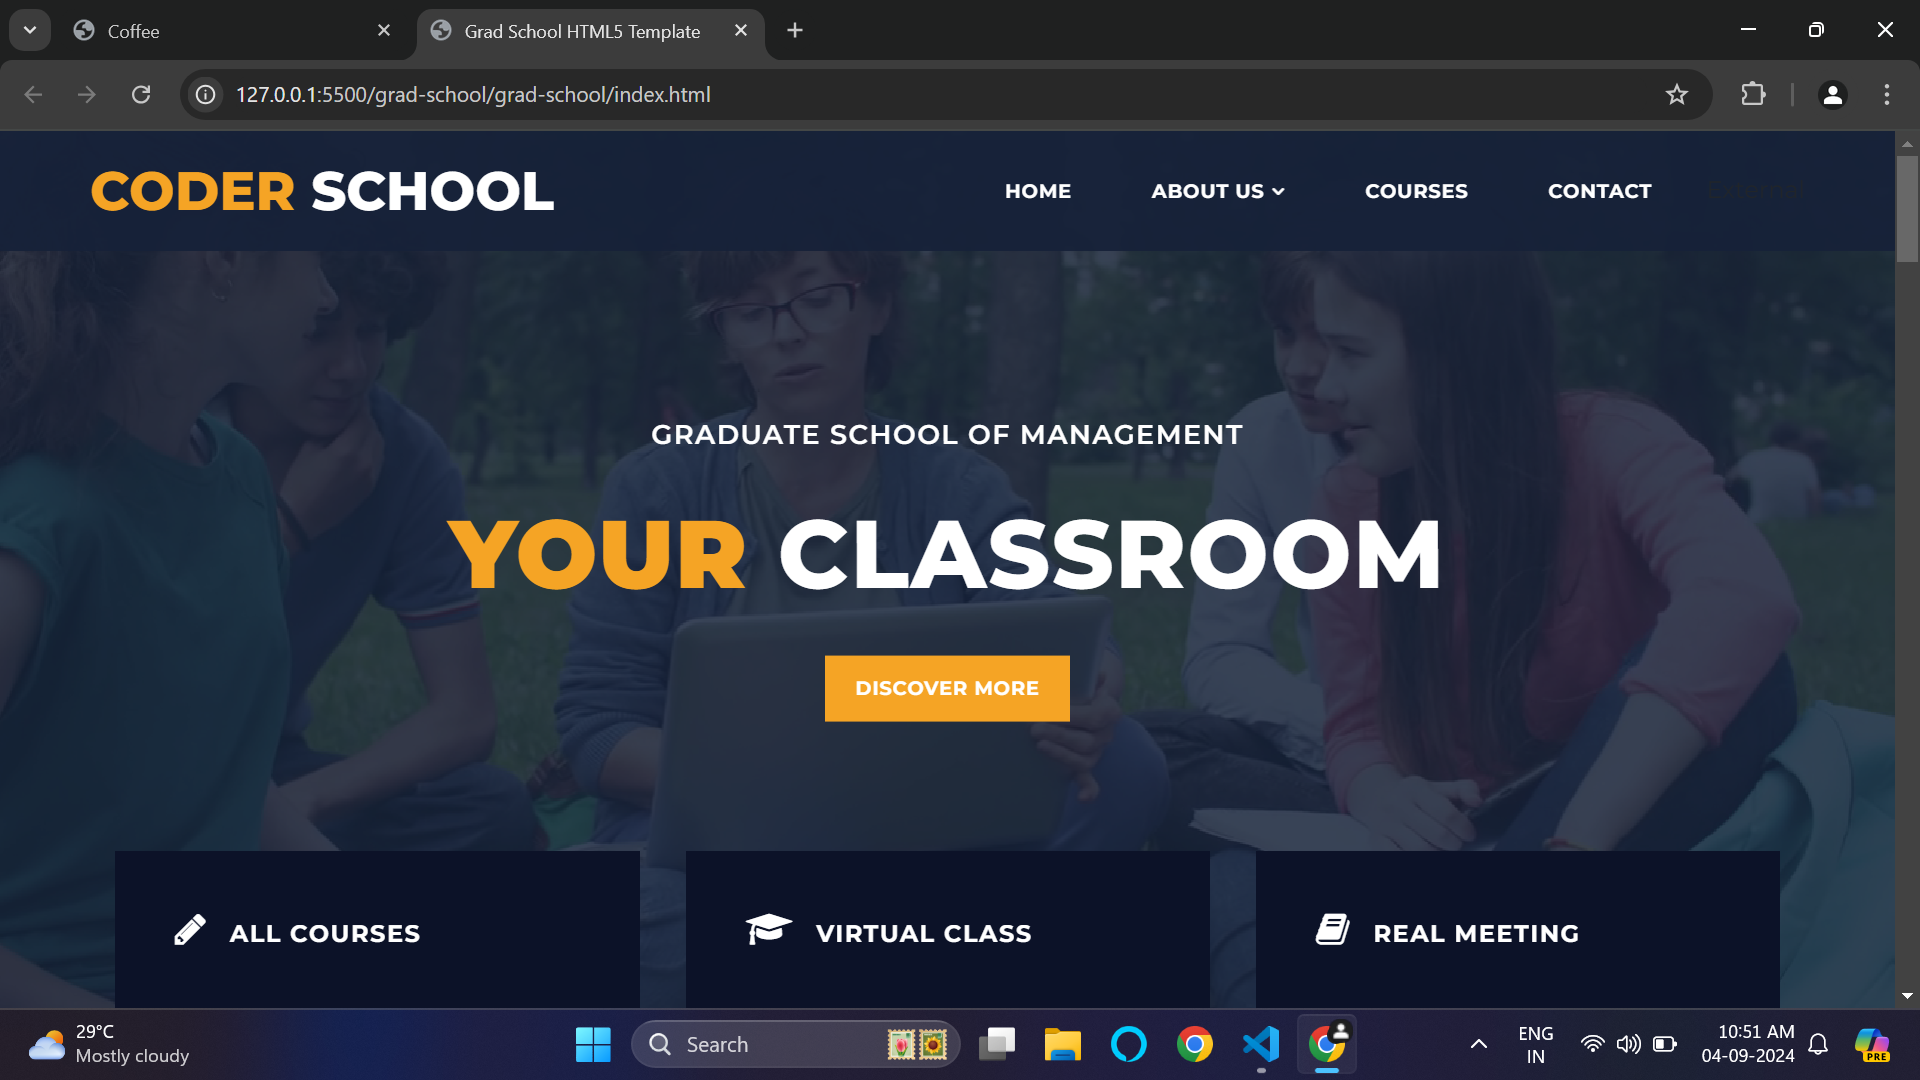 Coffee
Grad School HTML5 Template
127.0.0.1:5500/grad-school/grad-school/index.html
CODER SCHOOL
HOME
ABOUT US
COURSES
CONTACT
GRADUATE SCHOOL OF MANAGEMENT
YOUR CLASSROOM
DISCOVER MORE
ALL COURSES
VIRTUAL CLASS
REAL MEETING
29°C
Mostly cloudy
Search
ENG
IN
10:51 AM
04-09-2024
PRE